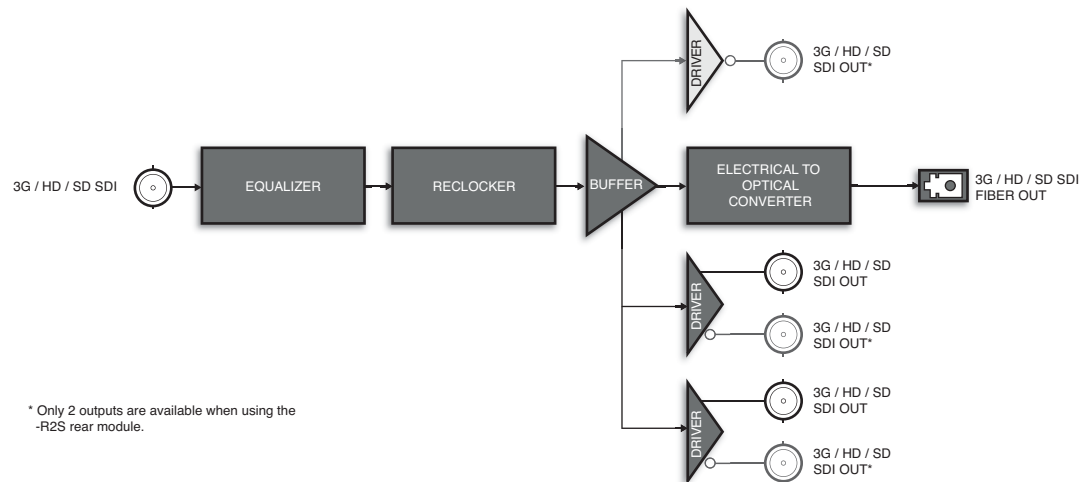 DRIVER
3G / HD / SD
SDI OUT*
3G / HD / SD SDI
EQUALIZER
RECLOCKER
BUFFER
ELECTRICAL TO
OPTICAL
CONVERTER
3G / HD / SD SDI
FIBER OUT
DRIVER
3G / HD / SD
SDI OUT
3G / HD / SD
SDI OUT*
DRIVER
3G / HD / SD
SDI OUT
3G / HD / SD
SDI OUT*
* Only 2 outputs are available when using the
-R2S rear module.